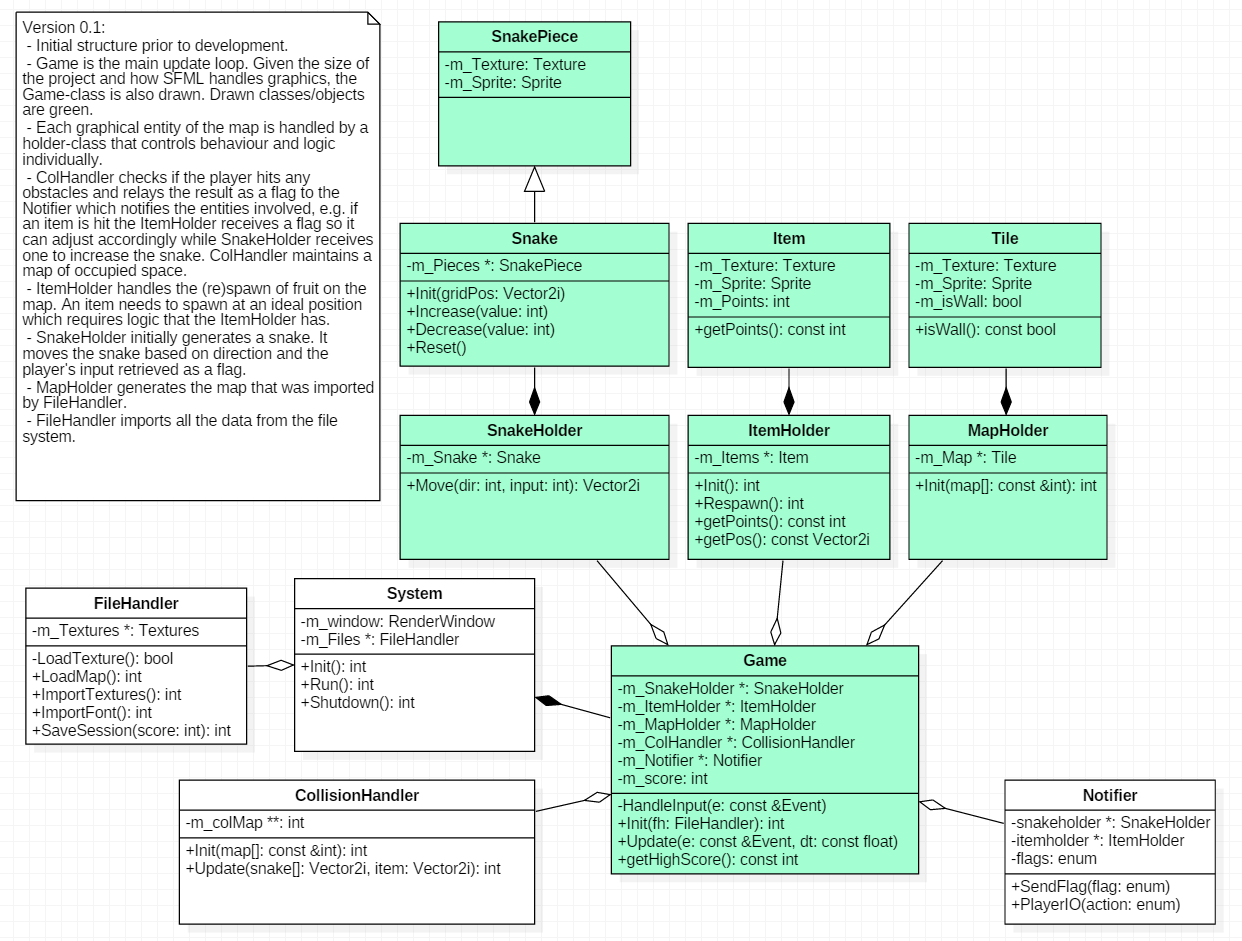 Version 0.1:
- Initial structure prior to development.
- Game is the main update loop. Given the size of
the project and how SFML handles graphics, the
Game-class is also drawn. Drawn classes/objects
are green.
- Each graphical entity of the map is handled by a
holder-class that controls behaviour and logic
individually.
- ColHandler checks if the player hits any
obstacles and relays the result as a flag to the
Notifier which notifies the entities involved, e.g. if
an item is hit the ItemHolder receives a flag so it
can adjust accordingly while SnakeHolder receives
one to increase the snake. ColHandler maintains a
map of occupied space.
- ItemHolder handles the (re)spawn of fruit on the
map. An item needs to spawn at an ideal position
which requires logic that the ItemHolder has.
- SnakeHolder initially generates a snake. It
moves the snake based on direction and the
player's input retrieved as a flag.
- MapHolder generates the map that was imported
by FileHandler.
- FileHandler imports all the data from the file
system.
SnakePiece
-m_Texture: Texture
-m_Sprite: Sprite
Snake
-m_Pieces *: SnakePiece
+Init(gridPos: Vector2i)
+Increase(value: int)
+Decrease(value: int)
+Reset()
Item
-m_Texture: Texture
-m_Sprite: Sprite
-m_Points: int
+getPoints(): const int
Tile
-m_Texture: Texture
-m_Sprite: Sprite
-m_isWall: bool
+isWall(): const bool
SnakeHolder
-m_Snake *: Snake
+Move(dir: int, input: int): Vector2i
ItemHolder
-m_Items *: Item
+Init(): int
+Respawn(): int
+getPoints(): const int
+getPos(): const Vector2i
MapHolder
-m_Map *: Tile
+Init(map[]: const &int): int
FileHandler
-m_Textures *: Textures
-LoadTexture(): bool
+LoadMap(): int
+ImportTextures(): int
+ImportFont(): int
+SaveSession(score: int): int
System
-m_window: RenderWindow
-m_Files *: FileHandler
+Init(): int
+Run(): int
+Shutdown(): int
Game
-m_SnakeHolder *: SnakeHolder
-m_ItemHolder *: ItemHolder
-m_MapHolder *: MapHolder
-m_ColHandler *: CollisionHandler
-m_Notifier *: Notifier
-m_score: int
-HandleInput(e: const &Event)
+Init(fh: FileHandler): int
+Update(e: const &Event, dt: const float)
+getHighScore(): const int
CollisionHandler
-m_colMap **: int
+Init(map[]: const &int): int
+Update(snake[]: Vector2i, item: Vector2i): int
Notifier
-snakeholder *: SnakeHolder
-itemholder *: ItemHolder
-flags: enum
+SendFlag(flag: enum)
+PlayerIO(action: enum)